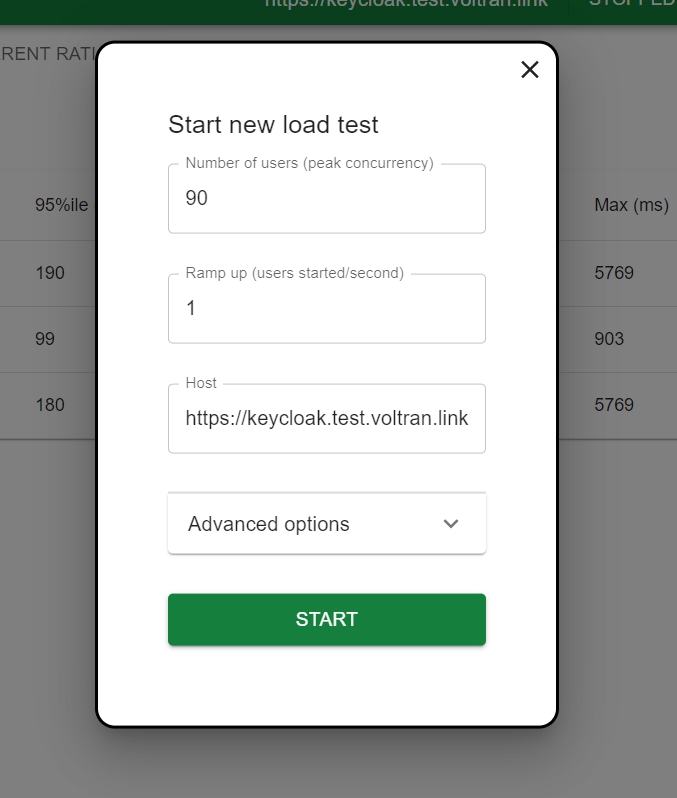 https://keycloak.test.voltran.link
RENT RATI
Start new load test
Number of users (peak concurrency)
90
95%ile
Max (ms)
Ramp up (users started/second)
190
1
5769
99
903
Host
180
https://keycloak.test.voltran.link
5769
Advanced options
START